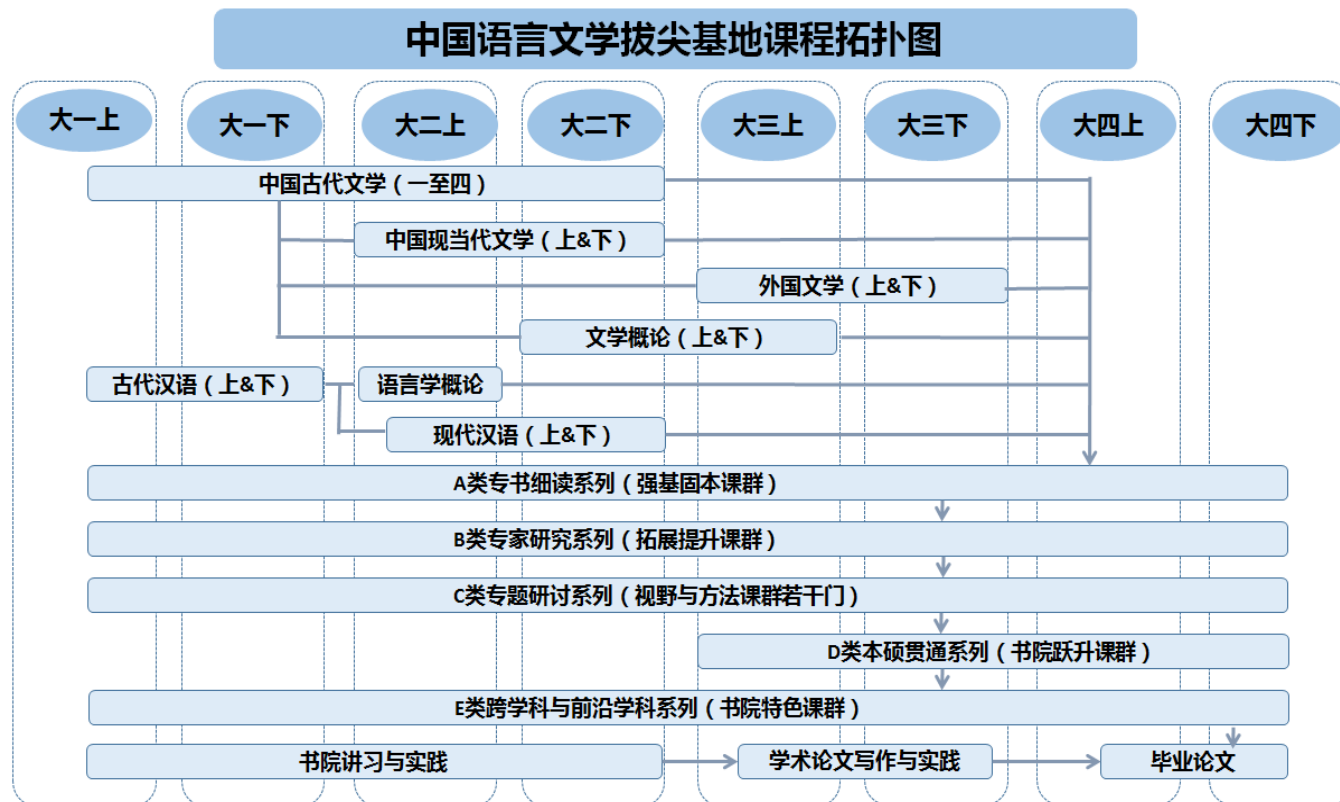 中国语言文学拔尖基地课程拓扑图
大一上
大一下
大二上
大二下
大三上
大三下
大四上
大四下
中国古代文学（一至四）
中国现当代文学（上&下）
外国文学（上&下）
文学概论（上&下）
古代汉语（上&下）
语言学概论
现代汉语（上&下）
A类专书细读系列（强基固本课群）
B类专家研究系列（拓展提升课群）
C类专题研讨系列（视野与方法课群若干门）
D类本硕贯通系列（书院跃升课群）
E类跨学科与前沿学科系列（书院特色课群）
书院讲习与实践
学术论文写作与实践
毕业论文